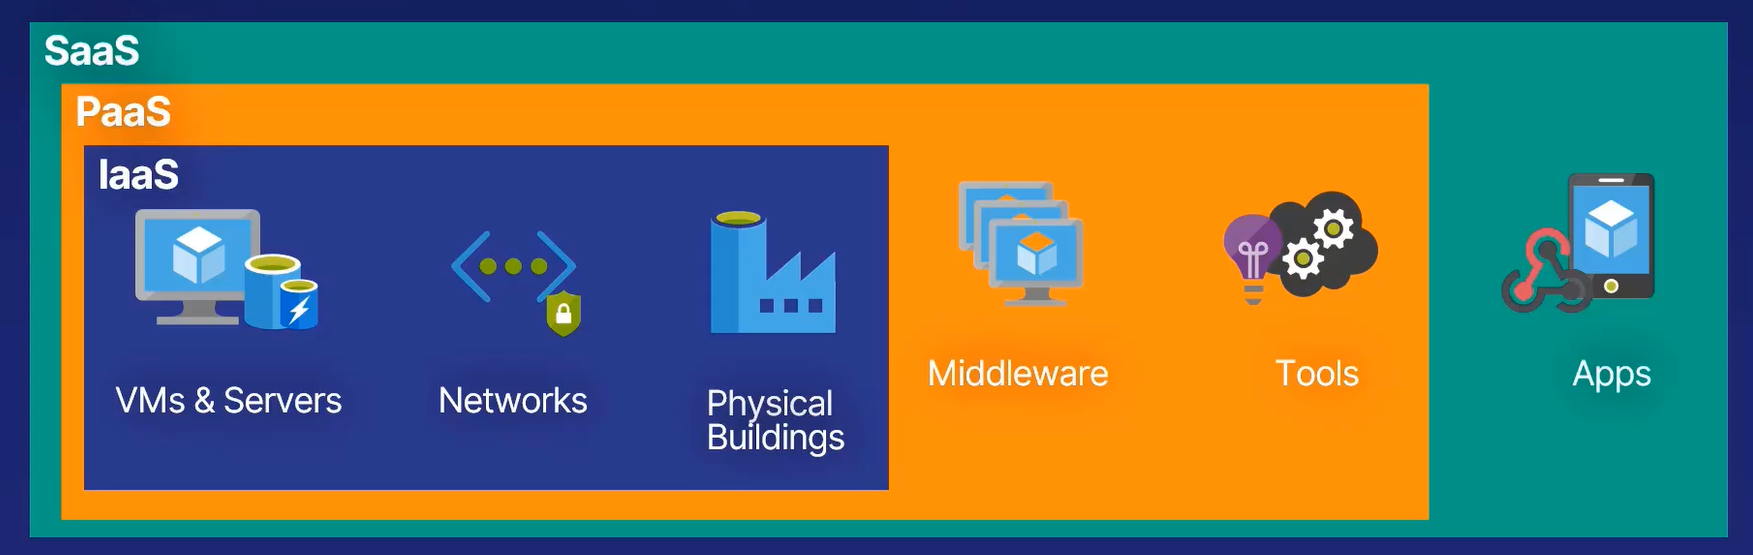 SaaS
PaaS
IaaS
VMs & Servers
Networks
Physical
Buildings
Middleware
Tools
Apps